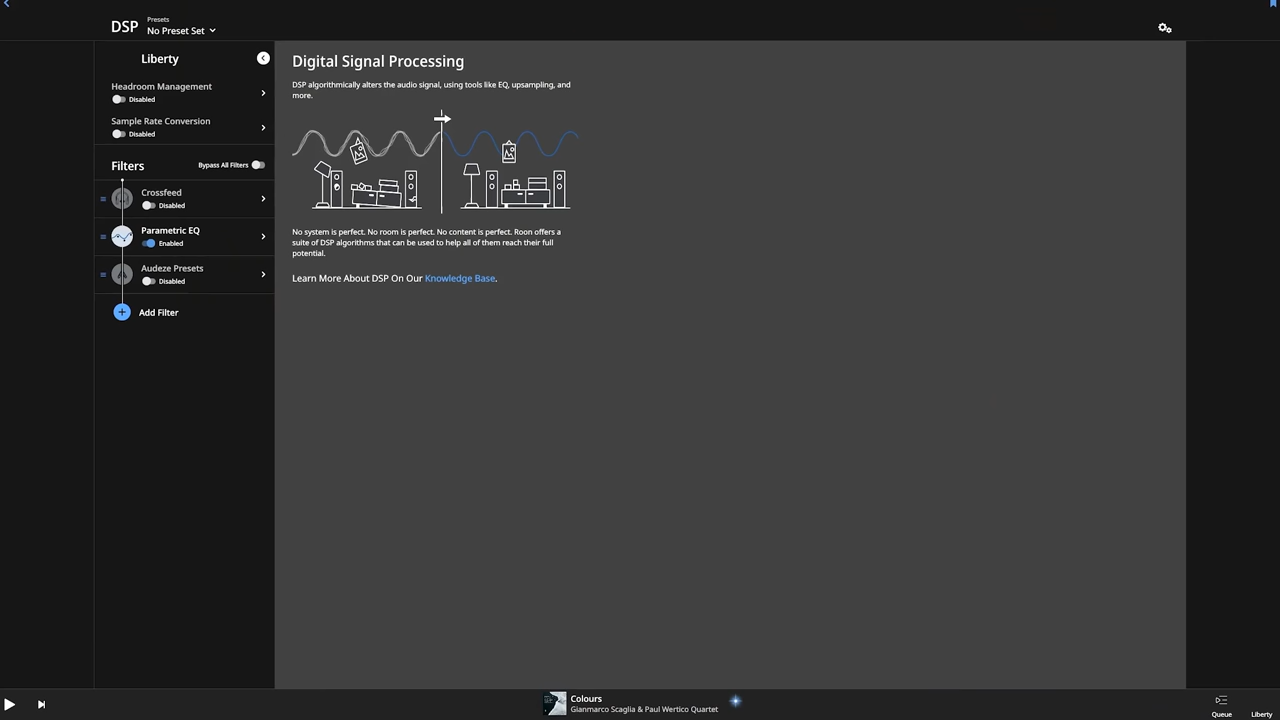 DSP
Presets
No Preset Set
Liberty
Headroom Management
Disabled
Sample Rate Conversion
Disabled
Filters
Bypass All Filters
Crossfeed
Disabled
Parametric EQ
Enabled
Audeze Presets
Disabled
Add Filter
Digital Signal Processing
DSP algorithmically alters the audio signal, using tools like EQ, upsampling, and
more.
No system is perfect. No room is perfect. No content is perfect. Roon offers a
suite of DSP algorithms that can be used to help all of them reach their full
potential.
Learn More About DSP On Our Knowledge Base.
Colours
Gianmarco Scaglia & Paul Wertico Quartet
Queue
Liberty